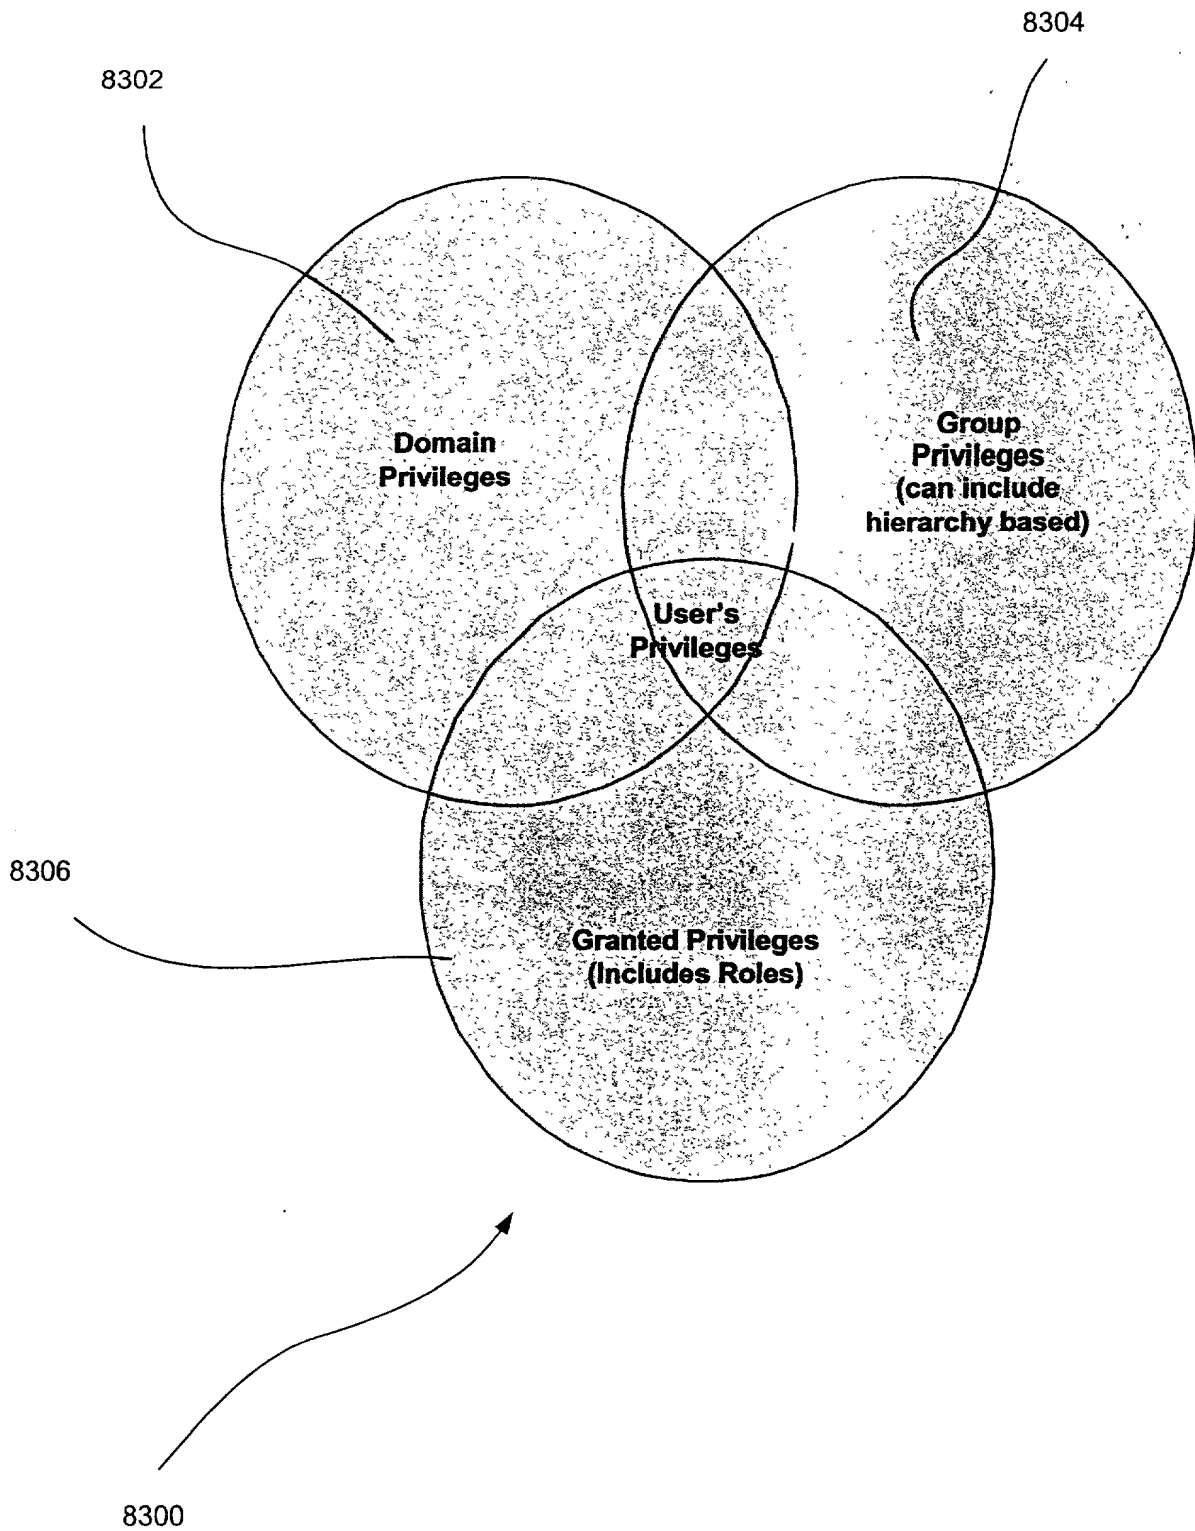 8304
8302
Domain
Privileges
Group
Privileges
(can include
hierarchy based)
User's
Privileges
8306
Granted Privileges
(Includes Roles)
8300